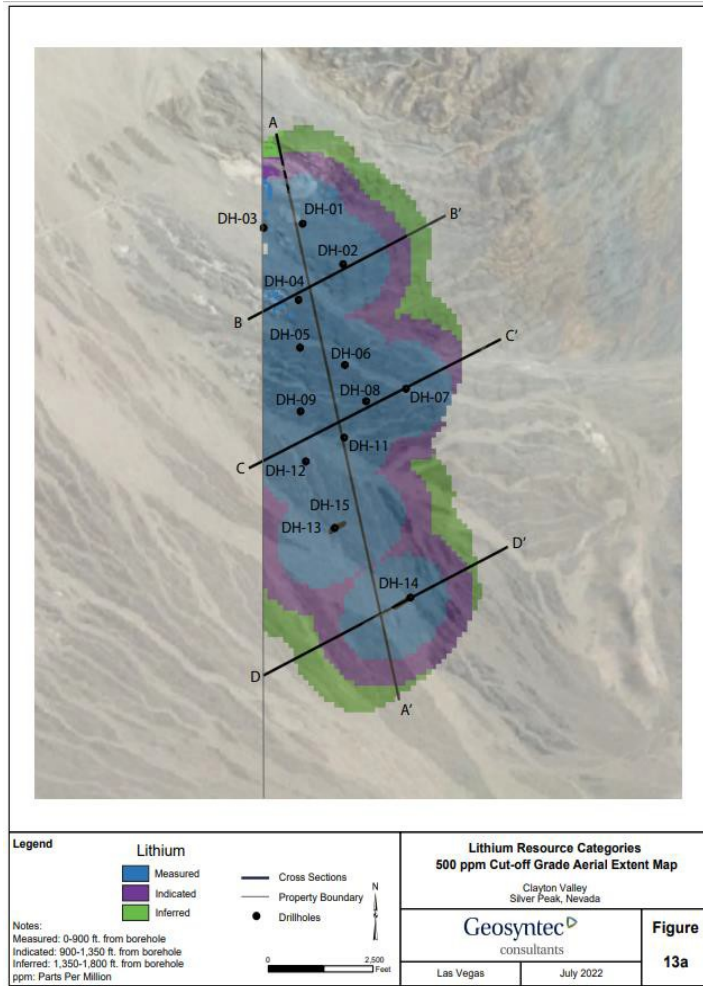 A
DH-03
DH-01
B'
DH-02
DH-04
B
DH-05
C'
DH-06
DH-08
DH-07
DH-09
DH-11
C
DH-12
DH-15
DH-13
D'
DH-14
D
A'
Legend
Lithium
Measured
Indicated
Inferred
Cross Sections
Property Boundary
Drillholes
N
Notes:
Measured: 0-900 ft. from borehole
Indicated: 900-1,350 ft. from borehole
Inferred: 1,350-1,800 ft. from borehole
ppm: Parts Per Million
0 2,500
Feet
Lithium Resource Categories
500 ppm Cut-off Grade Aerial Extent Map
Clayton Valley
Silver Peak, Nevada
Geosyntec
consultants
Figure
13a
Las Vegas July 2022